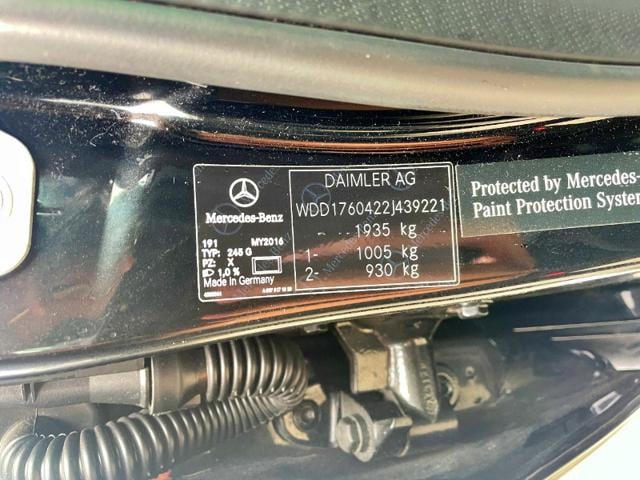 Mercedes-Benz
191 MY2016
TYP: 245 G
PZ: X
1,0 %
Made in Germany
DAIMLER AG
WDD1760422J439221
- 1935 kg
1- 1005 kg
2- 930 kg
Protected by Mercedes-
Paint Protection System